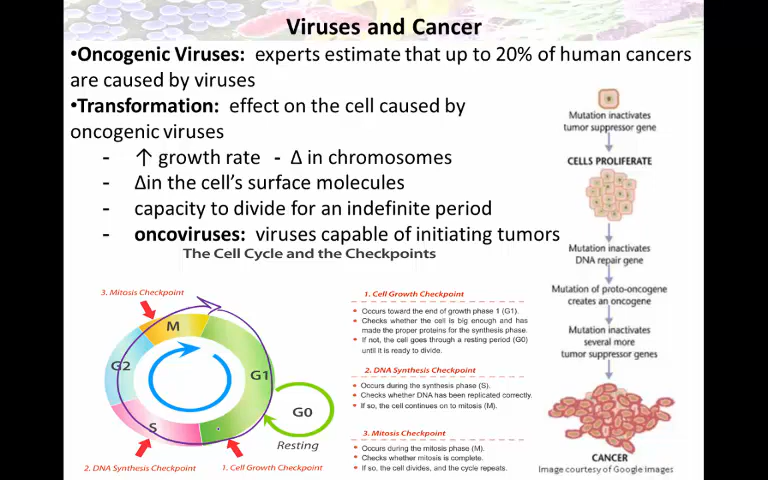 Viruses and Cancer
•Oncogenic Viruses: experts estimate that up to 20% of human cancers
are caused by viruses
•Transformation: effect on the cell caused by
oncogenic viruses
- ↑ growth rate - Δ in chromosomes
- Δin the cell's surface molecules
- capacity to divide for an indefinite period
- oncoviruses: viruses capable of initiating tumors
The Cell Cycle and the Checkpoints
3. Mitosis Checkpoint
M
G2
G1
S
G0
Resting
2. DNA Synthesis Checkpoint
1. Cell Growth Checkpoint
1. Cell Growth Checkpoint
• Occurs toward the end of growth phase 1 (G1).
• Checks whether the cell is big enough and has
made the proper proteins for the synthesis phase.
• If not, the cell goes through a resting period (G0)
until it is ready to divide.
2. DNA Synthesis Checkpoint
• Occurs during the synthesis phase (S).
• Checks whether DNA has been replicated correctly.
• If so, the cell continues on to mitosis (M).
3. Mitosis Checkpoint
• Occurs during the mitosis phase (M).
• Checks whether mitosis is complete.
• If so, the cell divides, and the cycle repeats.
Mutation inactivates
tumor suppressor gene
CELLS PROLIFERATE
Mutation inactivates
DNA repair gene
Mutation of proto-oncogene
creates an oncogene
Mutation inactivates
several more
tumor suppressor genes
CANCER
Image courtesy of Google Images